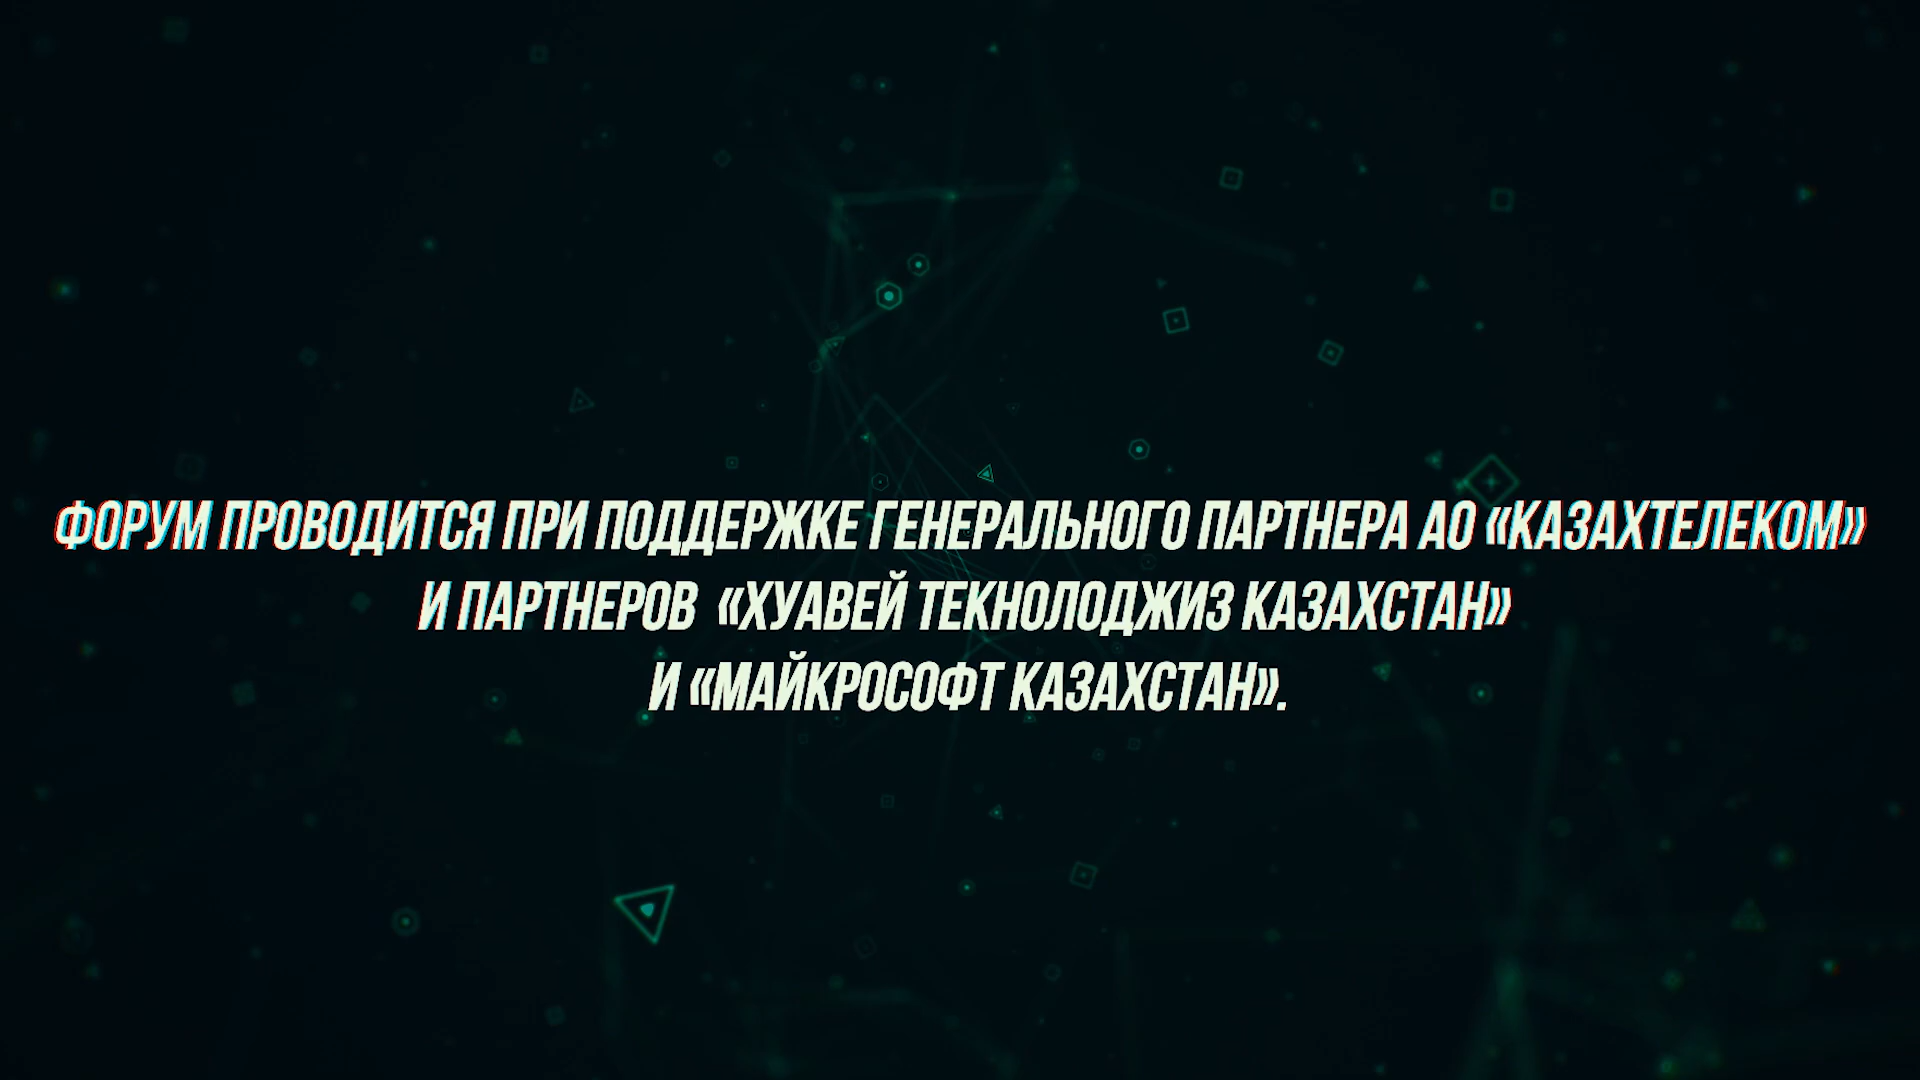 ФОРУМ ПРОВОДИТСЯ ПРИ ПОДДЕРЖКЕ ГЕНЕРАЛЬНОГО ПАРТНЕРА АО «КАЗАХТЕЛЕКОМ»
И ПАРТНЕРОВ «ХУАВЕЙ ТЕКНОЛОДЖИЗ КАЗАХСТАН»
И «МАЙКРОСОФТ КАЗАХСТАН».